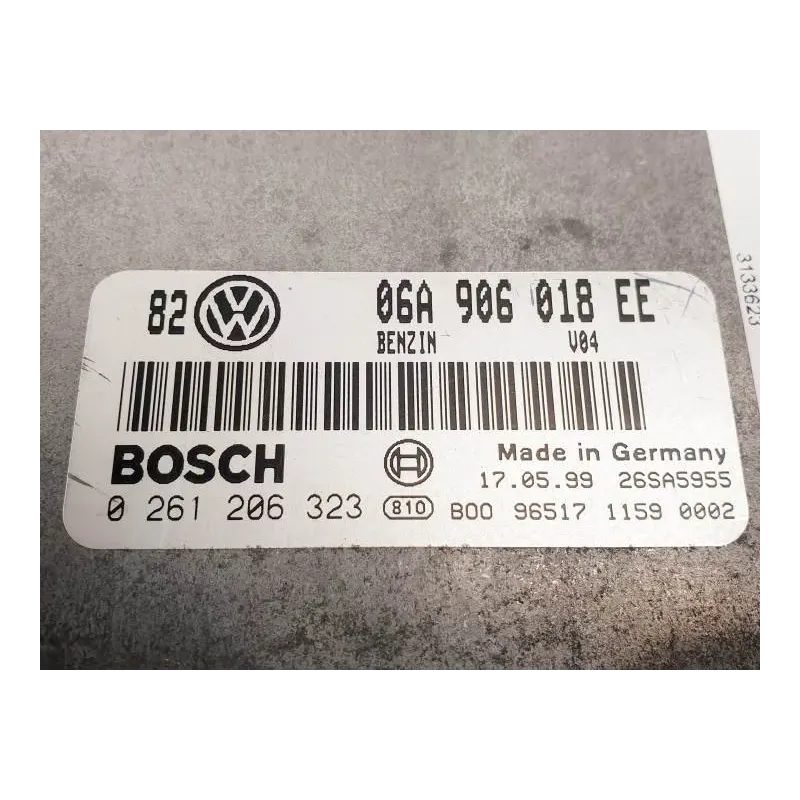 82 VW 06A 906 018 EE
BENZIN V04
BOSCH Made in Germany
17.05.99 26SA5955
0 261 206 323 810 B00 96517 1159 0002
3133623